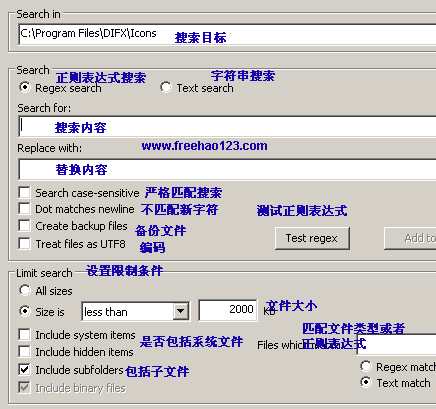 Search in
C:\Program Files\DIFX\Icons
搜索目标
Search
正则表达式搜索
字符串搜索
Regex search
Text search
Search for:
搜索内容
Replace with:
www.freehao123.com
替换内容
Search case-sensitive
严格匹配搜索
Dot matches newline
不匹配新字符
测试正则表达式
Create backup files
备份文件
Treat files as UTF8
编码
Test regex
Add to
Limit search
设置限制条件
All sizes
Size is
less than
2000
KB
文件大小
Include system items
是否包括系统文件
匹配文件类型或者
正则表达式
Include hidden items
Files which
Include subfolders
包括子文件
Regex match
Include binary files
Text match